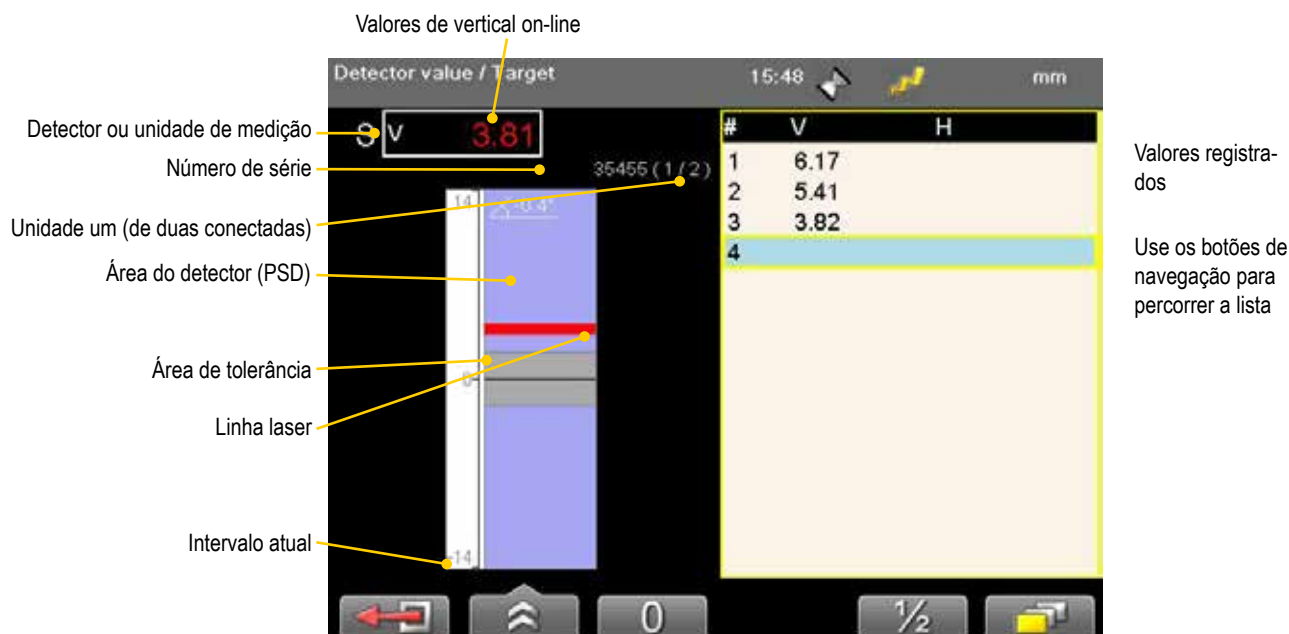 Valores de vertical on-line
Detector value / Target 15:48 mm
Detector ou unidade de medição
S V 3.81
Número de série
35455 (1/2)
Unidade um (de duas conectadas)
Área do detector (PSD)
Área de tolerância
Linha laser
Intervalo atual
14
-0.4°
0
-14
# V H
1 6.17
2 5.41
3 3.82
4
Valores registra-
dos
Use os botões de
navegação para
percorrer a lista
0
½